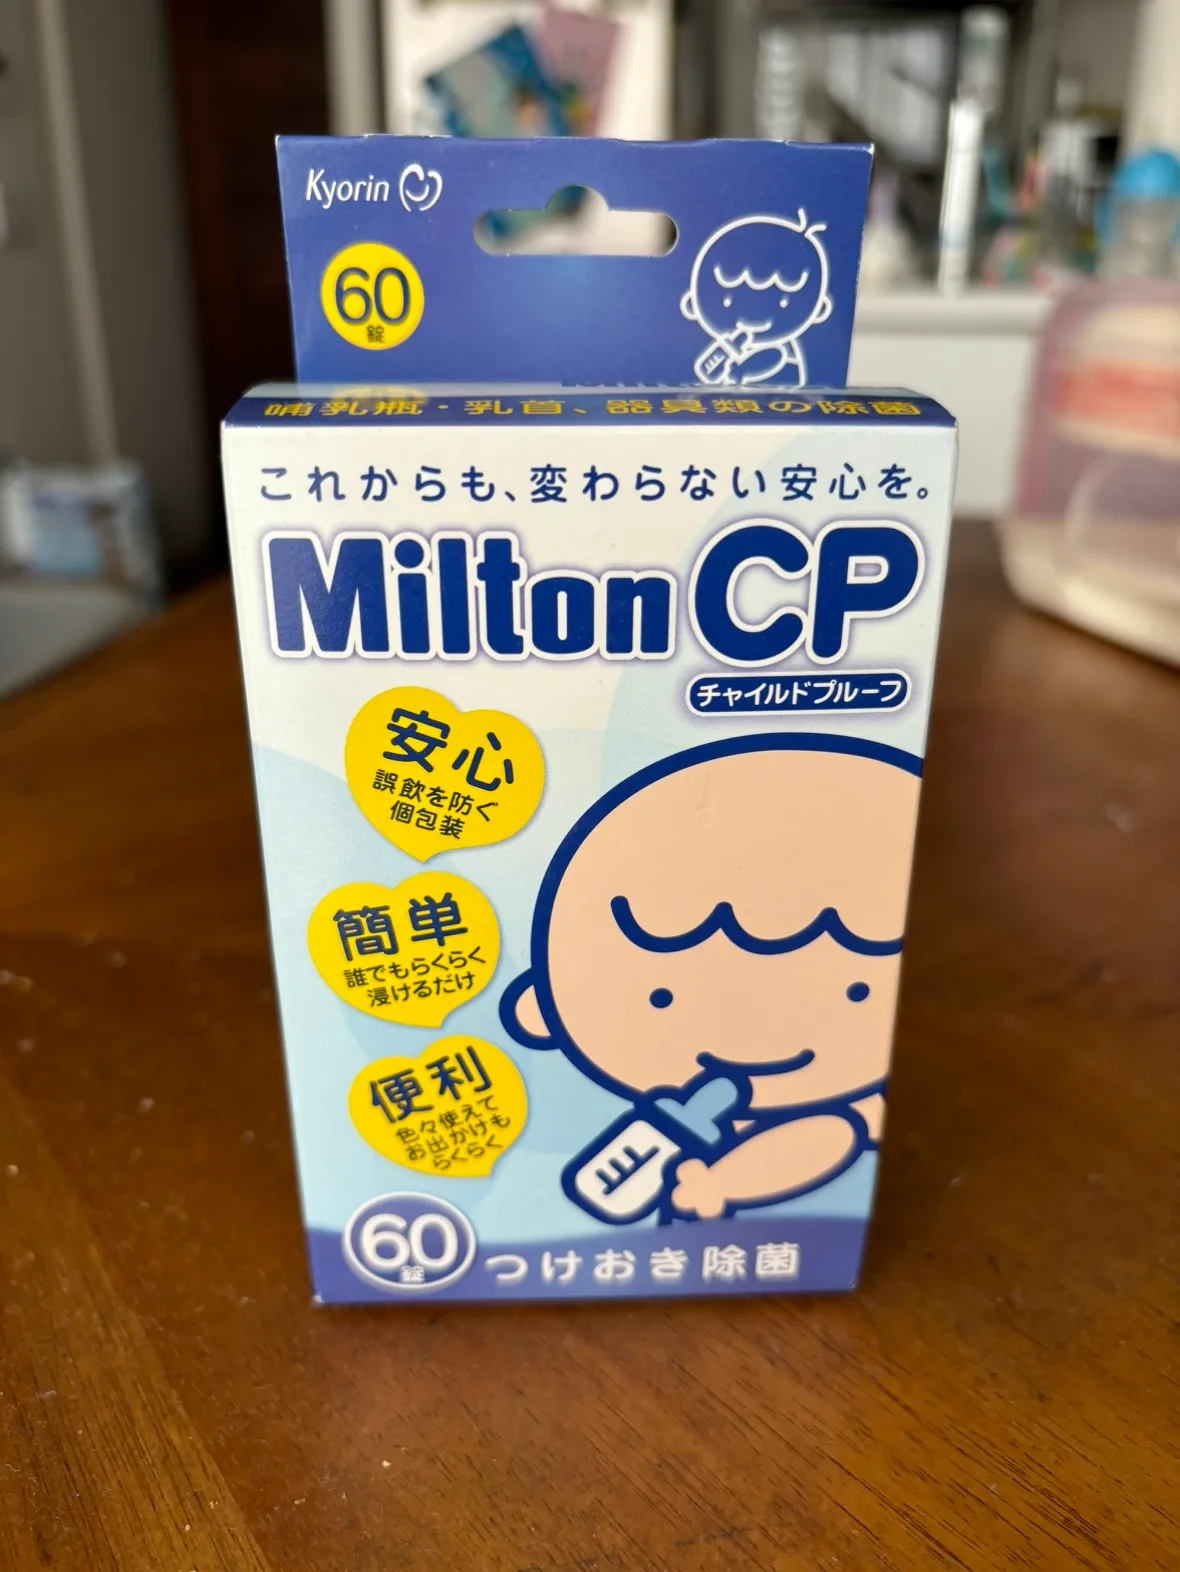 Kyorin
60
錠
哺乳瓶・乳首、器具類の除菌
これからも、変わらない安心を。
Milton CP
チャイルドプルーフ
安心
誤飲を防ぐ
個包装
簡単
誰でもらくらく
浸けるだけ
便利
色々使えて
お出かけも
らくらく
60
錠
つけおき除菌